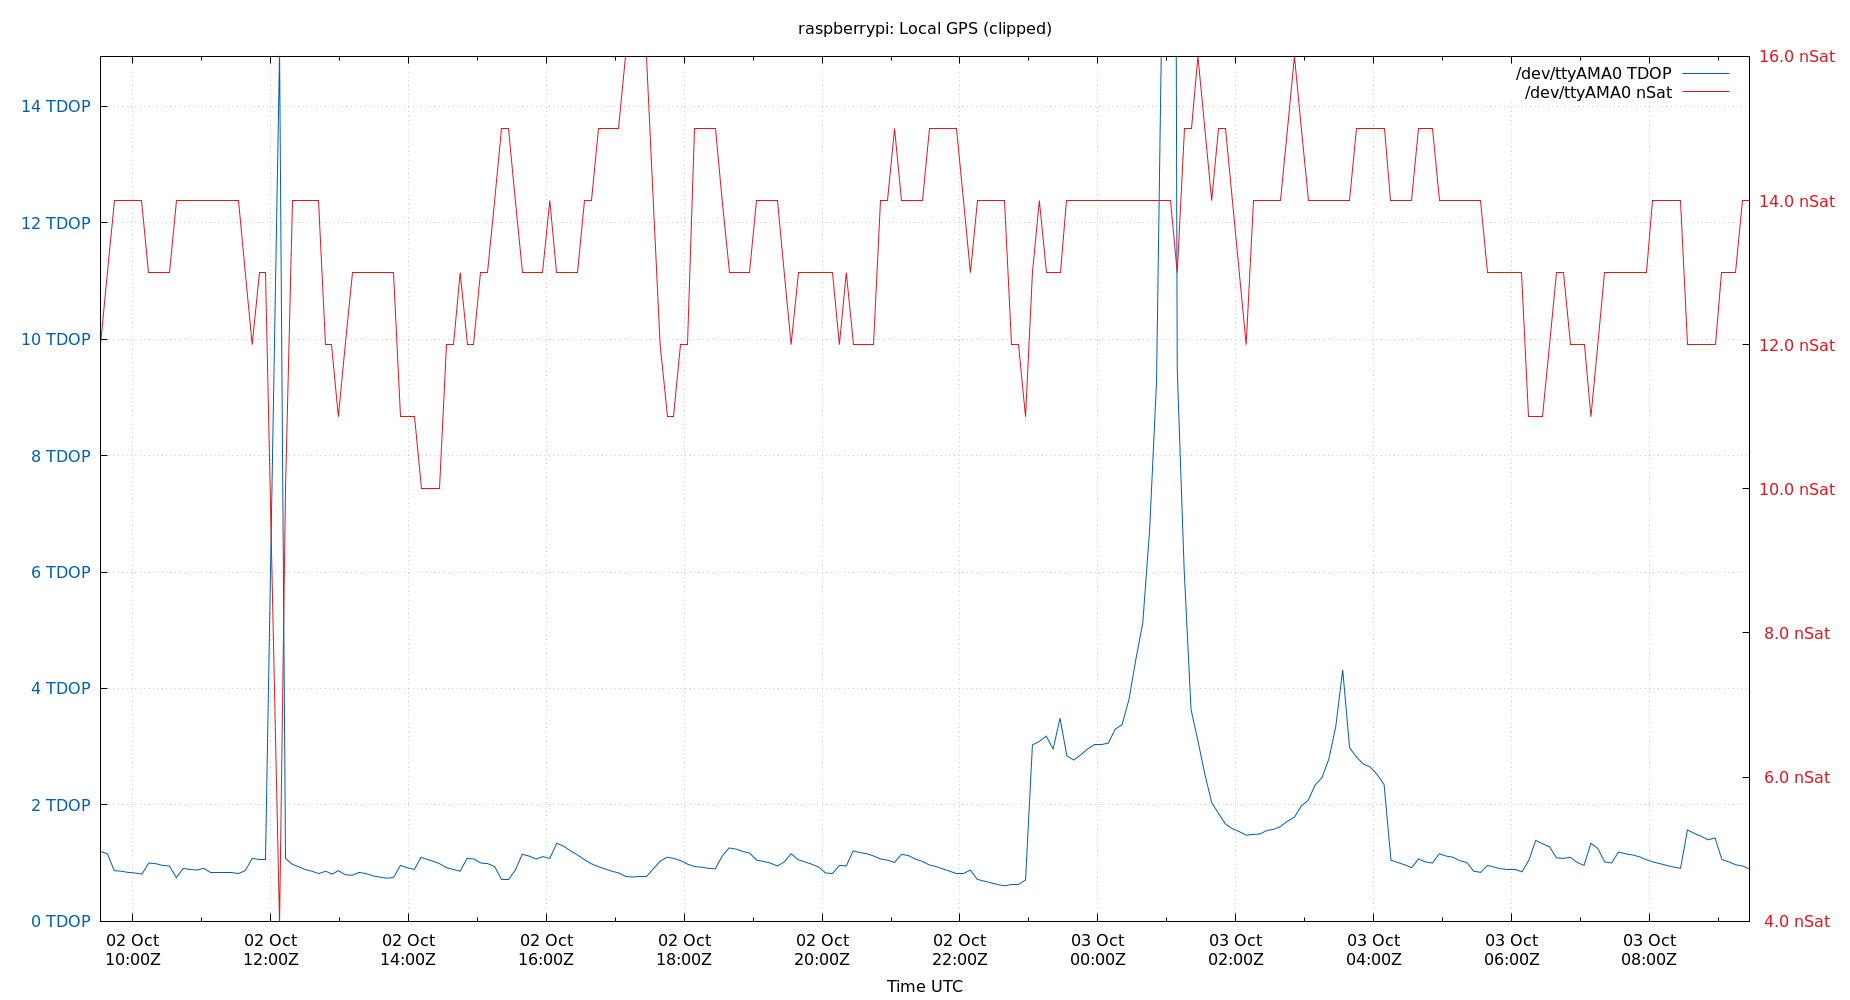 raspberrypi: Local GPS (clipped)
16.0 nSat
/dev/ttyAMA0 TDOP
/dev/ttyAMA0 nSat
14 TDOP
14.0 nSat
12 TDOP
10 TDOP
12.0 nSat
8 TDOP
10.0 nSat
6 TDOP
8.0 nSat
4 TDOP
6.0 nSat
2 TDOP
0 TDOP
4.0 nSat
02 Oct 02 Oct 02 Oct 02 Oct 02 Oct 02 Oct 02 Oct 03 Oct 03 Oct 03 Oct 03 Oct 03 Oct
10:00Z 12:00Z 14:00Z 16:00Z 18:00Z 20:00Z 22:00Z 00:00Z 02:00Z 04:00Z 06:00Z 08:00Z
Time UTC